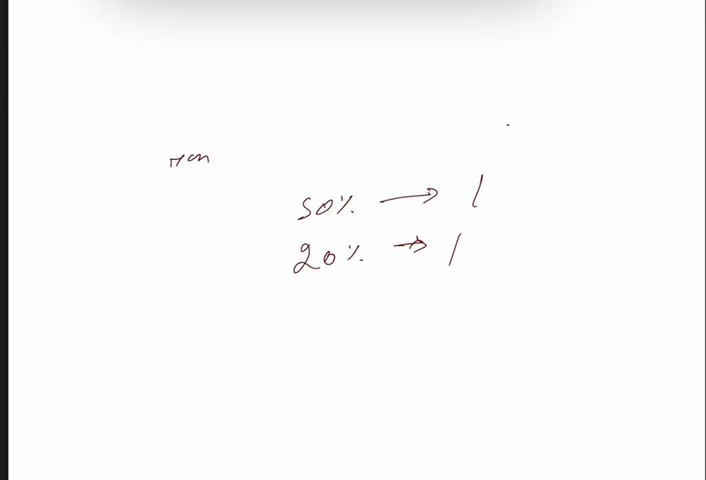 50% → 1
20% → 1